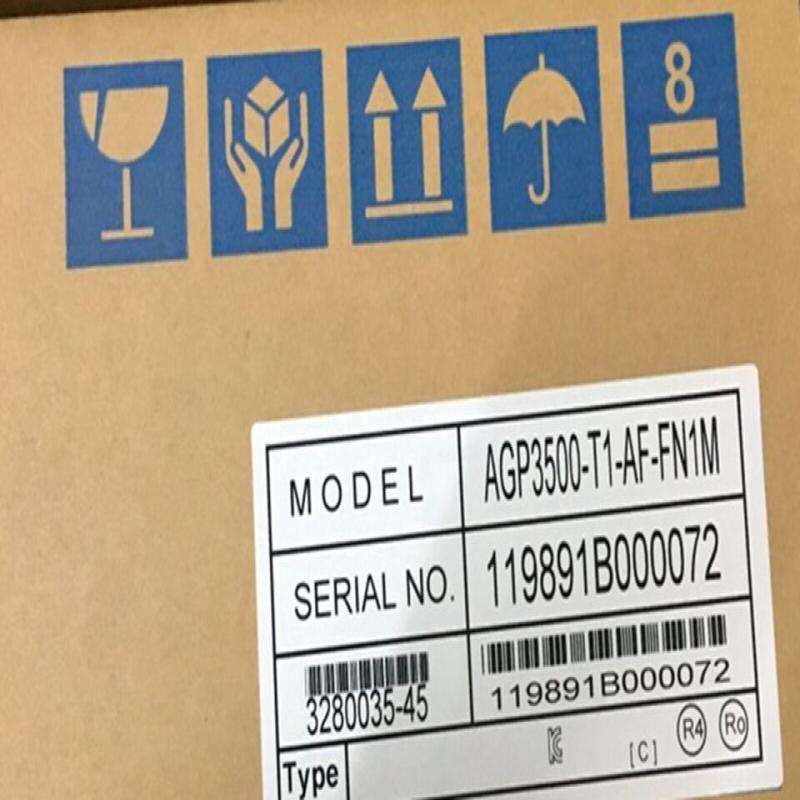 8
MODEL AGP3500-T1-AF-FN1M
SERIAL NO. 119891B000072
3280035-45 119891B000072
Type [C] R4 Ro